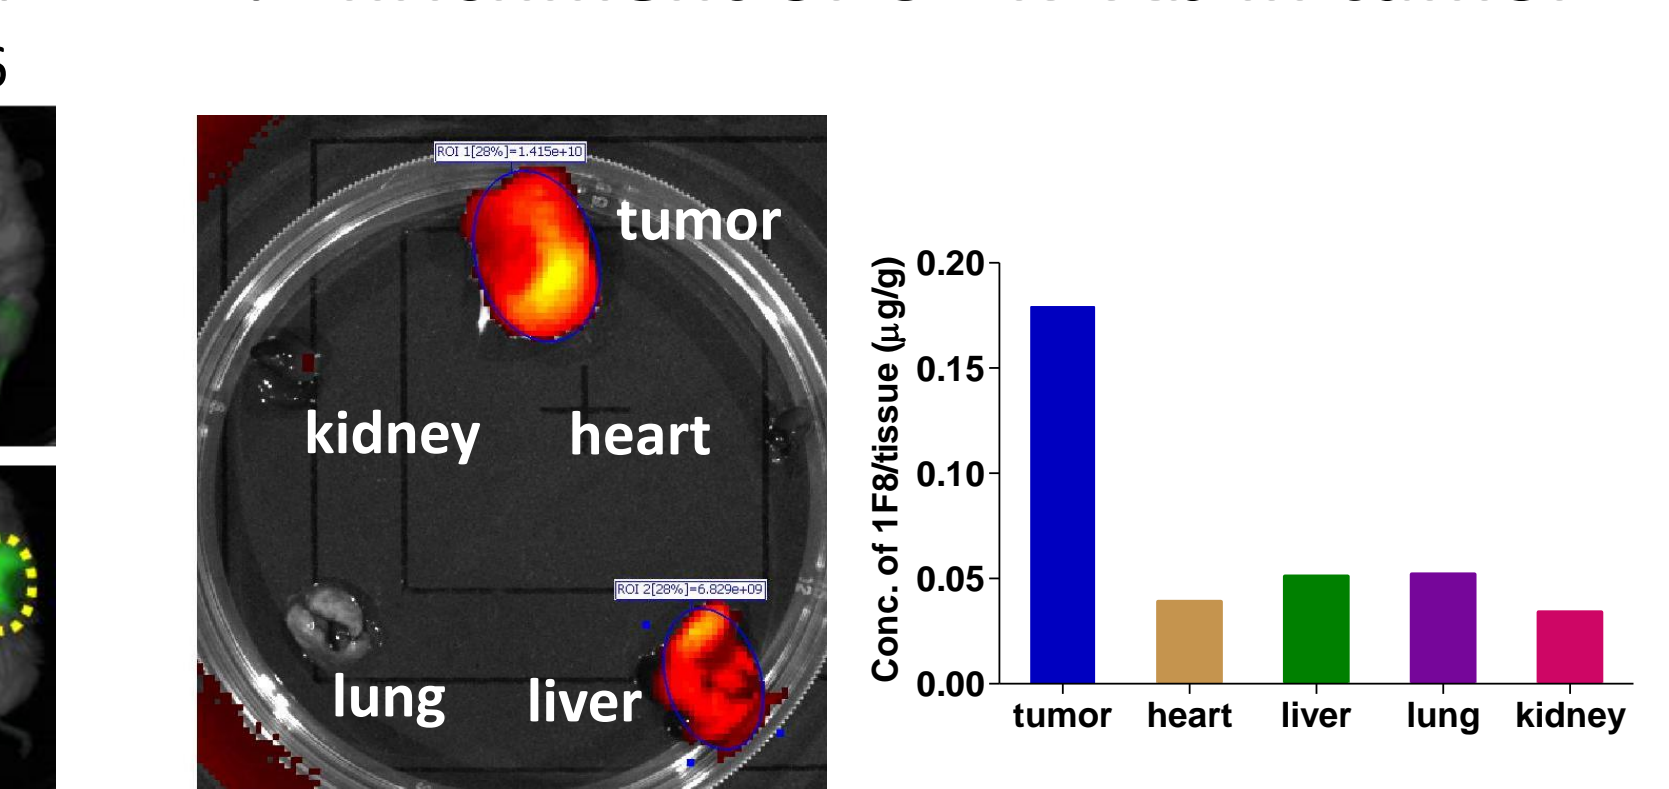 ROI 1[28%]=1.415e+10
tumor
kidney
heart
ROI 2[28%]=6.829e+09
lung
liver
Conc. of 1F8/tissue (µg/g)
0.20
0.15
0.10
0.05
0.00
tumor heart liver lung kidney